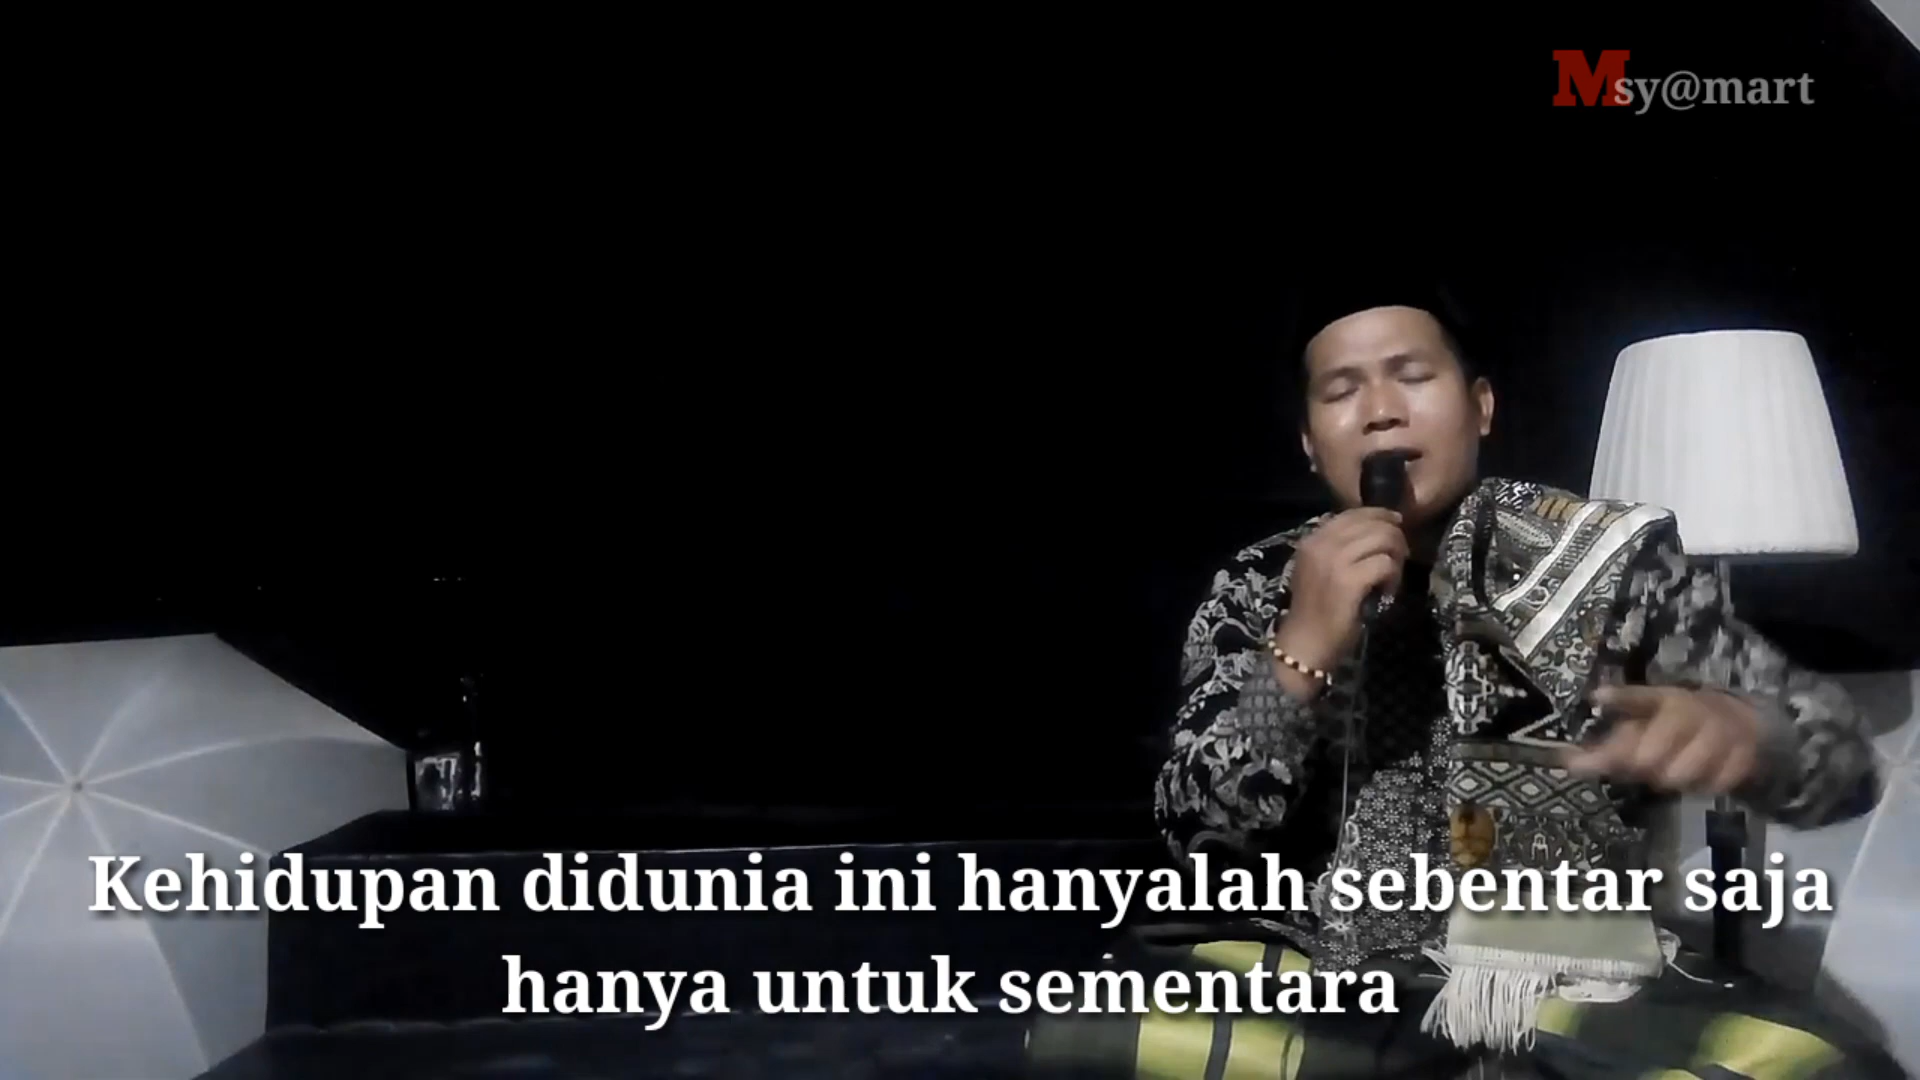 Msy@mart
Kehidupan didunia ini hanyalah sebentar saja
hanya untuk sementara